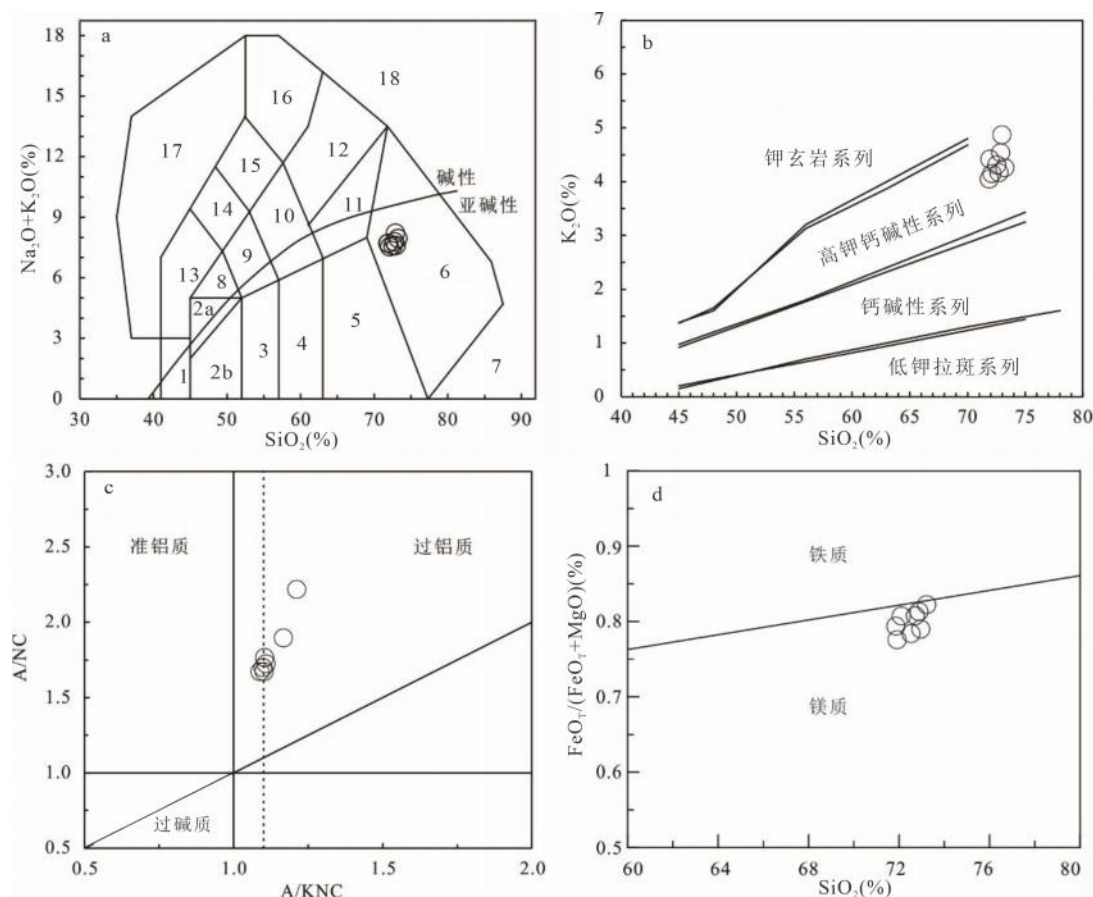 a
Na₂O+K₂O(%)
18
15
12
9
6
3
0
30 40 50 60 70 80 90
SiO₂(%)
17
16
18
15
12
14
11
碱性
亚碱性
10
13
9
8
6
2a
5
4
3
7
1
2b
b
K₂O(%)
7
6
5
4
3
2
1
0
40 45 50 55 60 65 70 75 80
SiO₂(%)
钾玄岩系列
高钾钙碱性系列
钙碱性系列
低钾拉斑系列
c
A/NC
3.0
2.5
2.0
1.5
1.0
0.5
0.5 1.0 1.5 2.0
A/KNC
准铝质
过铝质
过碱质
d
FeO_T/(FeO_T+MgO)(%)
1
0.9
0.8
0.7
0.6
0.5
60 64 68 72 76 80
SiO₂(%)
铁质
镁质